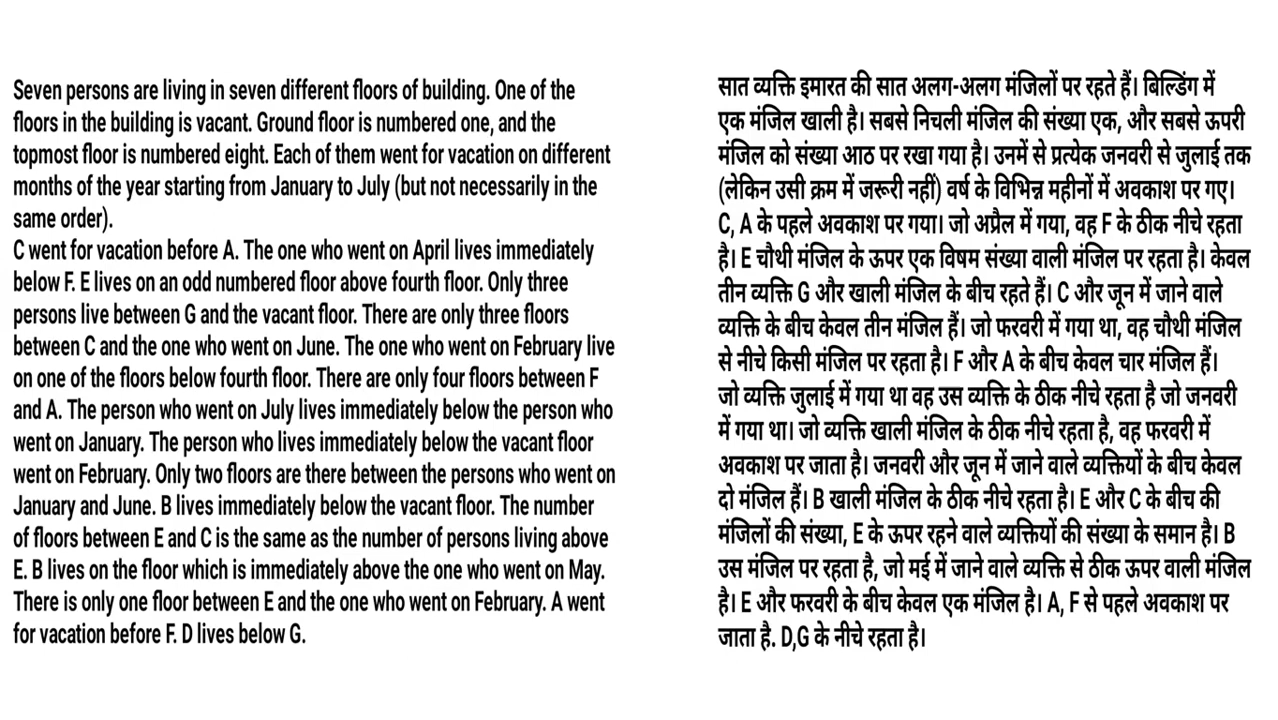 Seven persons are living in seven different floors of building. One of the
floors in the building is vacant. Ground floor is numbered one, and the
topmost floor is numbered eight. Each of them went for vacation on different
months of the year starting from January to July (but not necessarily in the
same order).
C went for vacation before A. The one who went on April lives immediately
below F. E lives on an odd numbered floor above fourth floor. Only three
persons live between G and the vacant floor. There are only three floors
between C and the one who went on June. The one who went on February live
on one of the floors below fourth floor. There are only four floors between F
and A. The person who went on July lives immediately below the person who
went on January. The person who lives immediately below the vacant floor
went on February. Only two floors are there between the persons who went on
January and June. B lives immediately below the vacant floor. The number
of floors between E and C is the same as the number of persons living above
E. B lives on the floor which is immediately above the one who went on May.
There is only one floor between E and the one who went on February. A went
for vacation before F. D lives below G.
सात व्यक्ति इमारत की सात अलग-अलग मंजिलों पर रहते हैं। बिल्डिंग में
एक मंजिल खाली है। सबसे निचली मंजिल की संख्या एक, और सबसे ऊपरी
मंजिल को संख्या आठ पर रखा गया है। उनमें से प्रत्येक जनवरी से जुलाई तक
(लेकिन उसी क्रम में जरूरी नहीं) वर्ष के विभिन्न महीनों में अवकाश पर गए।
C, A के पहले अवकाश पर गया। जो अप्रैल में गया, वह F के ठीक नीचे रहता
है। E चौथी मंजिल के ऊपर एक विषम संख्या वाली मंजिल पर रहता है। केवल
तीन व्यक्ति G और खाली मंजिल के बीच रहते हैं। C और जून में जाने वाले
व्यक्ति के बीच केवल तीन मंजिल हैं। जो फरवरी में गया था, वह चौथी मंजिल
से नीचे किसी मंजिल पर रहता है। F और A के बीच केवल चार मंजिल हैं।
जो व्यक्ति जुलाई में गया था वह उस व्यक्ति के ठीक नीचे रहता है जो जनवरी
में गया था। जो व्यक्ति खाली मंजिल के ठीक नीचे रहता है, वह फरवरी में
अवकाश पर जाता है। जनवरी और जून में जाने वाले व्यक्तियों के बीच केवल
दो मंजिल हैं। B खाली मंजिल के ठीक नीचे रहता है। E और C के बीच की
मंजिलों की संख्या, E के ऊपर रहने वाले व्यक्तियों की संख्या के समान है। B
उस मंजिल पर रहता है, जो मई में जाने वाले व्यक्ति से ठीक ऊपर वाली मंजिल
है। E और फरवरी के बीच केवल एक मंजिल है। A, F से पहले अवकाश पर
जाता है. D,G के नीचे रहता है।